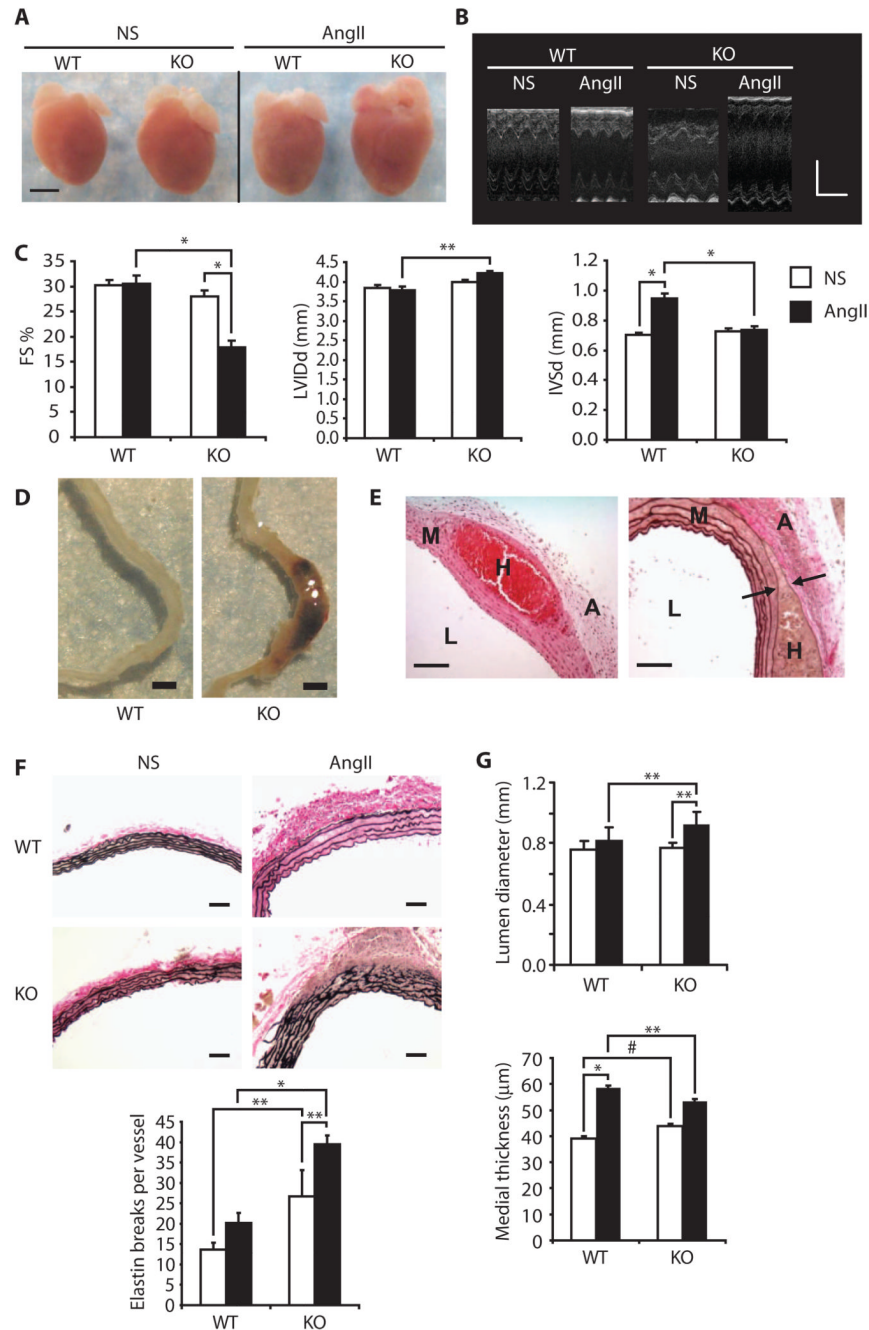 A
NS AngII
WT KO WT KO
B
WT KO
NS AngII NS AngII
C
FS %
35
30
25
20
15
10
5
0
* *
WT KO
LVIDd (mm)
5.0
4.5
4.0
3.5
3.0
2.5
2.0
1.5
1.0
0.5
0.0
**
WT KO
IVSd (mm)
1.2
1.0
0.8
0.6
0.4
0.2
0.0
* *
WT KO
NS
AngII
D
WT KO
E
M H A L
M A L H
F
NS AngII
WT
KO
Elastin breaks per vessel
45
40
35
30
25
20
15
10
5
0
*
** **
WT KO
G
Lumen diameter (mm)
1.2
0.8
0.4
0.0
**
**
WT KO
Medial thickness (μm)
70
60
50
40
30
20
10
0
**
#
*
WT KO